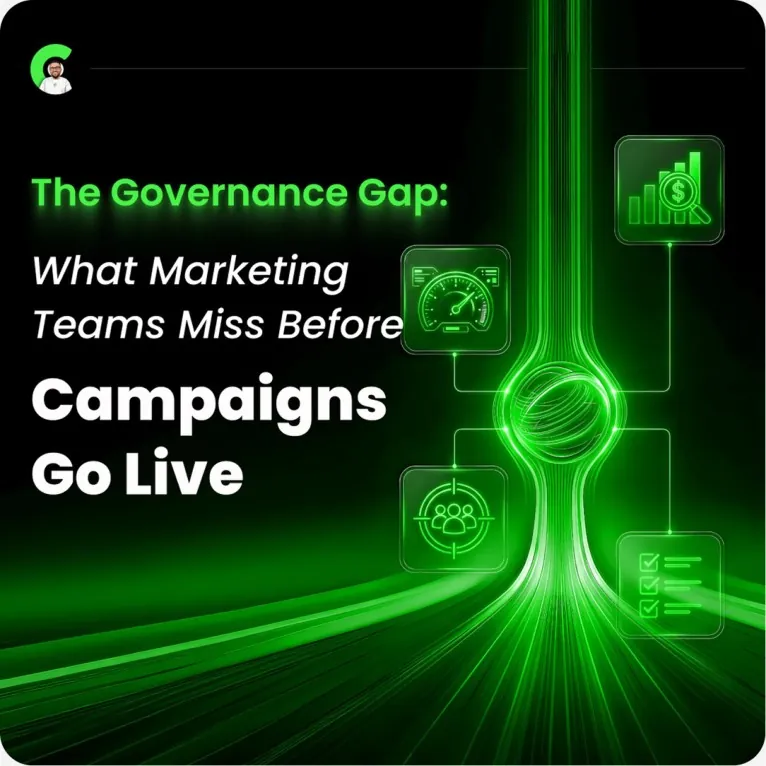 The Governance Gap:
What Marketing
Teams Miss Before
Campaigns
Go Live